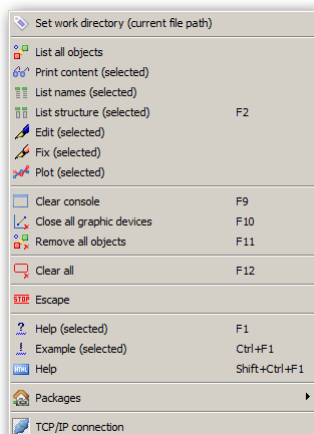 Set work directory (current file path)
List all objects
Print content (selected)
List names (selected)
List structure (selected) F2
Edit (selected)
Fix (selected)
Plot (selected)
Clear console F9
Close all graphic devices F10
Remove all objects F11
Clear all F12
STOP Escape
Help (selected) F1
Example (selected) Ctrl+F1
HTML Help Shift+Ctrl+F1
Packages
TCP/IP connection